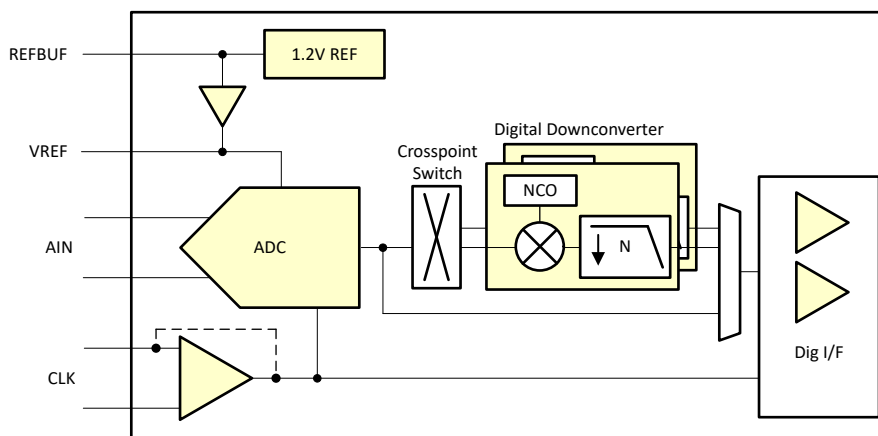 REFBUF
1.2V REF
VREF
Digital Downconverter
Crosspoint
Switch
NCO
AIN
ADC
N
CLK
Dig I/F